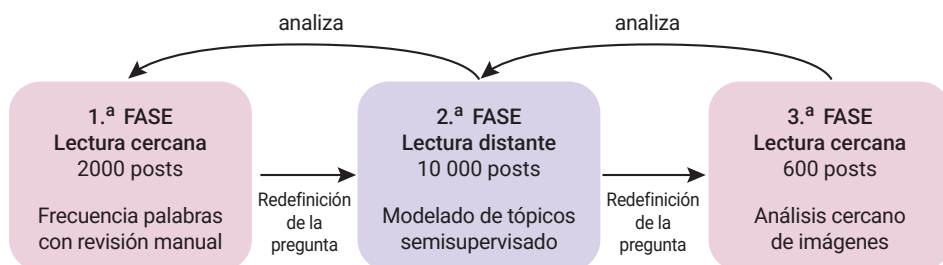 analiza
analiza
1.ª FASE
Lectura cercana
2000 posts
Frecuencia palabras
con revisión manual
Redefinición
de la
pregunta
2.ª FASE
Lectura distante
10 000 posts
Modelado de tópicos
semisupervisado
Redefinición
de la
pregunta
3.ª FASE
Lectura cercana
600 posts
Análisis cercano
de imágenes